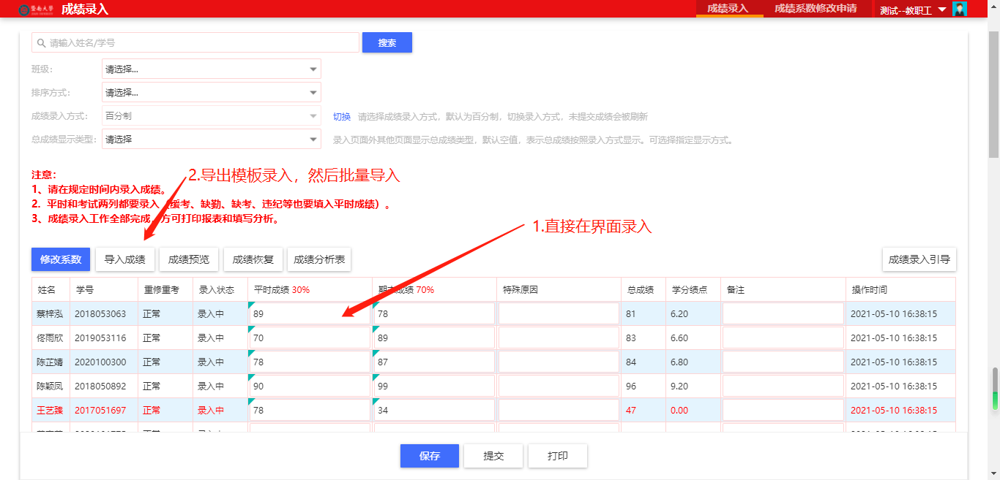 暨南大学 成绩录入 成绩录入 成绩系数修改申请 测试--教职工
请输入姓名/学号 搜索
班级: 请选择...
排序方式: 请选择...
成绩录入方式: 百分制 切换 请选择成绩录入方式，默认为百分制，切换录入方式，未提交成绩会被刷新
总成绩显示类型: 请选择 录入页面外其他页面显示总成绩类型，默认空值，表示总成绩按照录入方式显示。可选择指定显示方式。
注意:
2.导出模板录入，然后批量导入
1、请在规定时间内录入成绩。
2. 平时和考试两列都要录入（缓考、缺勤、缺考、违纪等也要填入平时成绩）。
3、成绩录入工作全部完成，方可打印报表和填写分析。
1.直接在界面录入
修改系数 导入成绩 成绩预览 成绩恢复 成绩分析表 成绩录入引导
姓名 学号 重修重考 录入状态 平时成绩 30% 期末成绩 70% 特殊原因 总成绩 学分绩点 备注 操作时间
蔡梓泓 2018053063 正常 录入中 89 78 81 6.20 2021-05-10 16:38:15
佟雨欣 2019053116 正常 录入中 70 89 83 6.60 2021-05-10 16:38:15
陈芷婧 2020100300 正常 录入中 78 87 84 6.80 2021-05-10 16:38:15
陈颖凤 2018050892 正常 录入中 90 99 96 9.20 2021-05-10 16:38:15
王艺臻 2017051697 正常 录入中 78 34 47 0.00 2021-05-10 16:38:15
保存 提交 打印